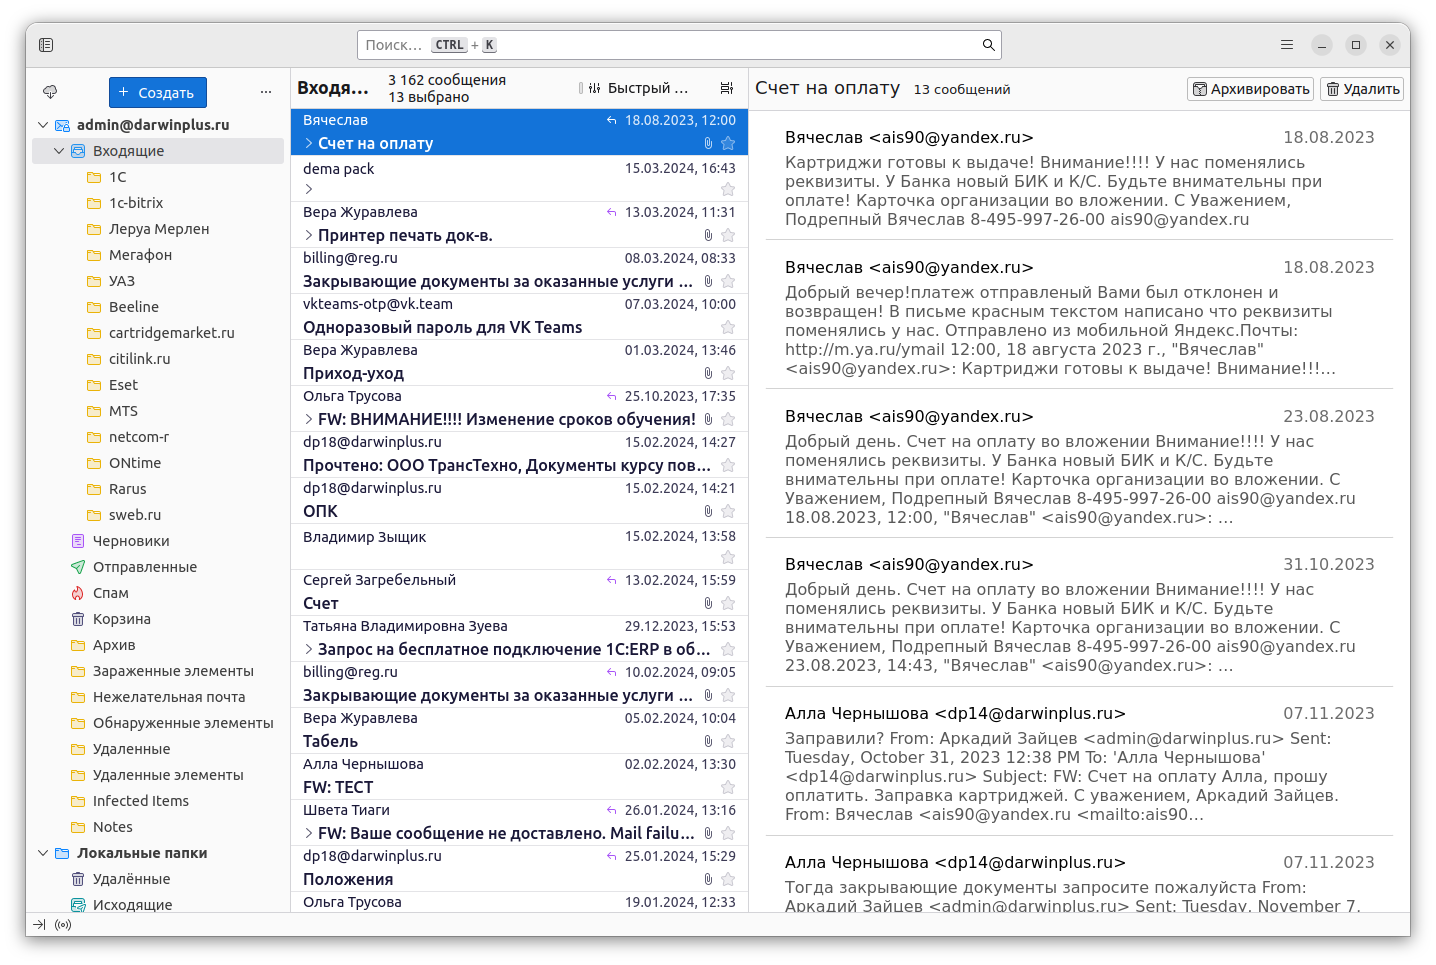 Поиск… CTRL + K
+ Создать
admin@darwinplus.ru
Входящие
1C
1c-bitrix
Леруа Мерлен
Мегафон
УАЗ
Beeline
cartridgemarket.ru
citilink.ru
Eset
МТS
netcom-r
ONtime
Rarus
sweb.ru
Черновики
Отправленные
Спам
Корзина
Архив
Зараженные элементы
Нежелательная почта
Обнаруженные элементы
Удаленные
Удаленные элементы
Infected Items
Notes
Локальные папки
Удалённые
Исходящие
Входя… 3 162 сообщения
13 выбрано
Быстрый …
Вячеслав 18.08.2023, 12:00
Счет на оплату
dema pack 15.03.2024, 16:43
Вера Журавлева 13.03.2024, 11:31
Принтер печать док-в.
billing@reg.ru 08.03.2024, 08:33
Закрывающие документы за оказанные услуги …
vkteams-otp@vk.team 07.03.2024, 10:00
Одноразовый пароль для VK Teams
Вера Журавлева 01.03.2024, 13:46
Приход-уход
Ольга Трусова 25.10.2023, 17:35
FW: ВНИМАНИЕ!!!! Изменение сроков обучения!
dp18@darwinplus.ru 15.02.2024, 14:27
Прочтено: ООО ТрансТехно, Документы курсу пов…
dp18@darwinplus.ru 15.02.2024, 14:21
ОПК
Владимир Зыщик 15.02.2024, 13:58
Сергей Загребельный 13.02.2024, 15:59
Счет
Татьяна Владимировна Зуева 29.12.2023, 15:53
Запрос на бесплатное подключение 1С:ERP в об…
billing@reg.ru 10.02.2024, 09:05
Закрывающие документы за оказанные услуги …
Вера Журавлева 05.02.2024, 10:04
Табель
Алла Чернышова 02.02.2024, 13:30
FW: ТЕСТ
Швета Тиаги 26.01.2024, 13:16
FW: Ваше сообщение не доставлено. Mail failu…
dp18@darwinplus.ru 25.01.2024, 15:29
Положения
Ольга Трусова 19.01.2024, 12:33
Счет на оплату 13 сообщений
Архивировать
Удалить
Вячеслав <ais90@yandex.ru> 18.08.2023
Картриджи готовы к выдаче! Внимание!!!! У нас поменялись
реквизиты. У Банка новый БИК и К/С. Будьте внимательны при
оплате! Карточка организации во вложении. С Уважением,
Подрепный Вячеслав 8-495-997-26-00 ais90@yandex.ru
Вячеслав <ais90@yandex.ru> 18.08.2023
Добрый вечер!платеж отправленый Вами был отклонен и
возвращен! В письме красным текстом написано что реквизиты
поменялись у нас. Отправлено из мобильной Яндекс.Почты:
http://m.ya.ru/ymail 12:00, 18 августа 2023 г., "Вячеслав"
<ais90@yandex.ru>: Картриджи готовы к выдаче! Внимание!!!…
Вячеслав <ais90@yandex.ru> 23.08.2023
Добрый день. Счет на оплату во вложении Внимание!!!! У нас
поменялись реквизиты. У Банка новый БИК и К/С. Будьте
внимательны при оплате! Карточка организации во вложении. С
Уважением, Подрепный Вячеслав 8-495-997-26-00 ais90@yandex.ru
18.08.2023, 12:00, "Вячеслав" <ais90@yandex.ru>: …
Вячеслав <ais90@yandex.ru> 31.10.2023
Добрый день. Счет на оплату во вложении Внимание!!!! У нас
поменялись реквизиты. У Банка новый БИК и К/С. Будьте
внимательны при оплате! Карточка организации во вложении. С
Уважением, Подрепный Вячеслав 8-495-997-26-00 ais90@yandex.ru
23.08.2023, 14:43, "Вячеслав" <ais90@yandex.ru>: …
Алла Чернышова <dp14@darwinplus.ru> 07.11.2023
Заправили? From: Аркадий Зайцев <admin@darwinplus.ru> Sent:
Tuesday, October 31, 2023 12:38 PM To: 'Алла Чернышова'
<dp14@darwinplus.ru> Subject: FW: Счет на оплату Алла, прошу
оплатить. Заправка картриджей. С уважением, Аркадий Зайцев.
From: Вячеслав <ais90@yandex.ru <mailto:ais90…
Алла Чернышова <dp14@darwinplus.ru> 07.11.2023
Тогда закрывающие документы запросите пожалуйста From:
Аркадий Зайцев <admin@darwinplus.ru> Sent: Tuesday, November 7,